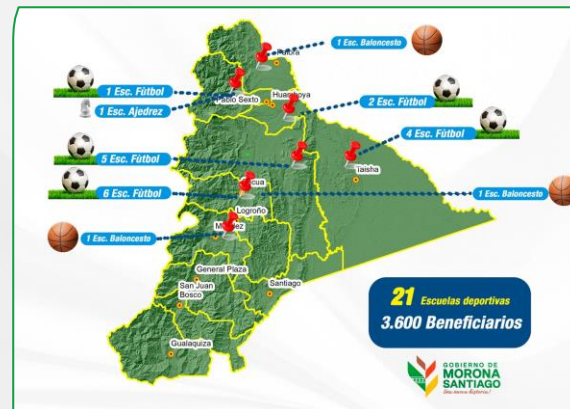 1 Esc. Baloncesto
Palora
1 Esc. Fútbol
Pablo Sexto
1 Esc. Ajedrez
2 Esc. Fútbol
4 Esc. Fútbol
5 Esc. Fútbol
Taisha
6 Esc. Fútbol
1 Esc. Baloncesto
Logroño
1 Esc. Baloncesto
General Plaza
San Juan
Bosco
Santiago
Gualaquiza
21 Escuelas deportivas
3.600 Beneficiarios
GOBIERNO DE
MORONA
SANTIAGO